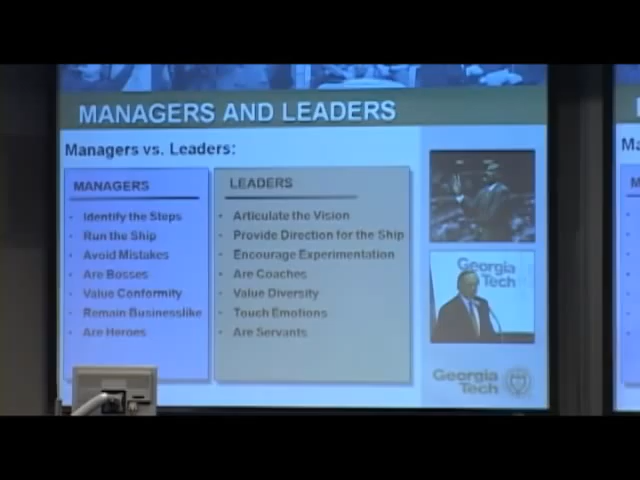 MANAGERS AND LEADERS
Managers vs. Leaders:
MANAGERS
• Identify the Steps
• Run the Ship
• Avoid Mistakes
• Are Bosses
• Value Conformity
• Remain Businesslike
• Are Heroes
LEADERS
• Articulate the Vision
• Provide Direction for the Ship
• Encourage Experimentation
• Are Coaches
• Value Diversity
• Touch Emotions
• Are Servants
Georgia
Tech
Georgia
Tech
Ma
M